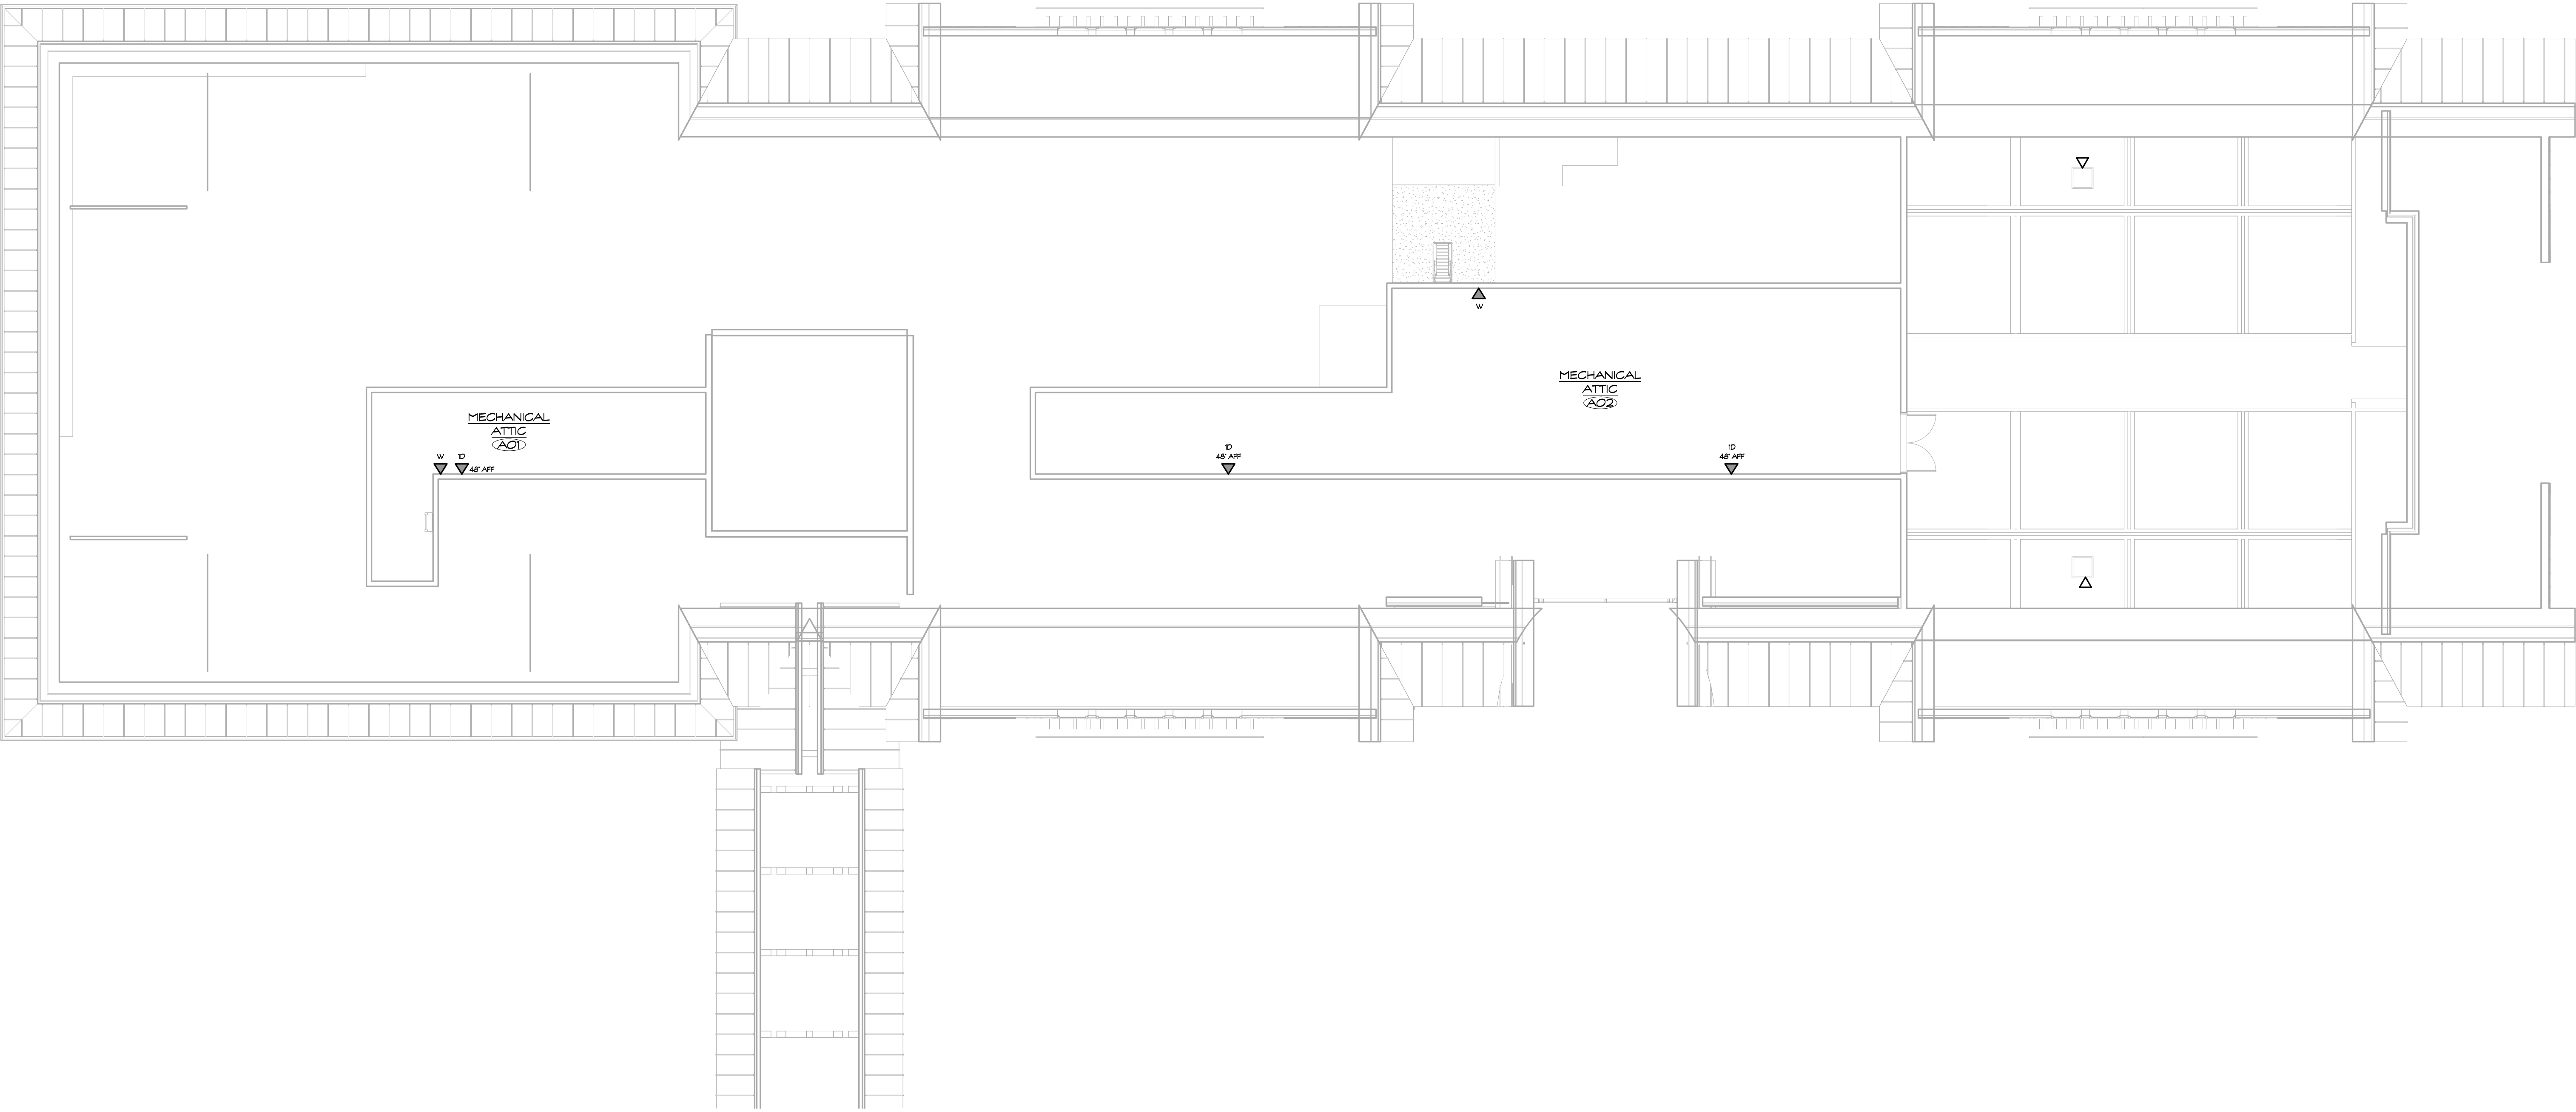 W
MECHANICAL
ATTIC
A02
MECHANICAL
ATTIC
A01
W 1D
48" AFF
1D
48" AFF
1D
48" AFF